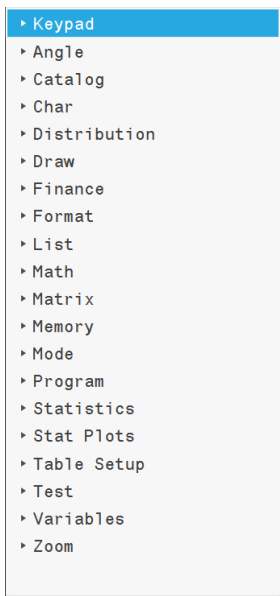 Keypad
Angle
Catalog
Char
Distribution
Draw
Finance
Format
List
Math
Matrix
Memory
Mode
Program
Statistics
Stat Plots
Table Setup
Test
Variables
Zoom